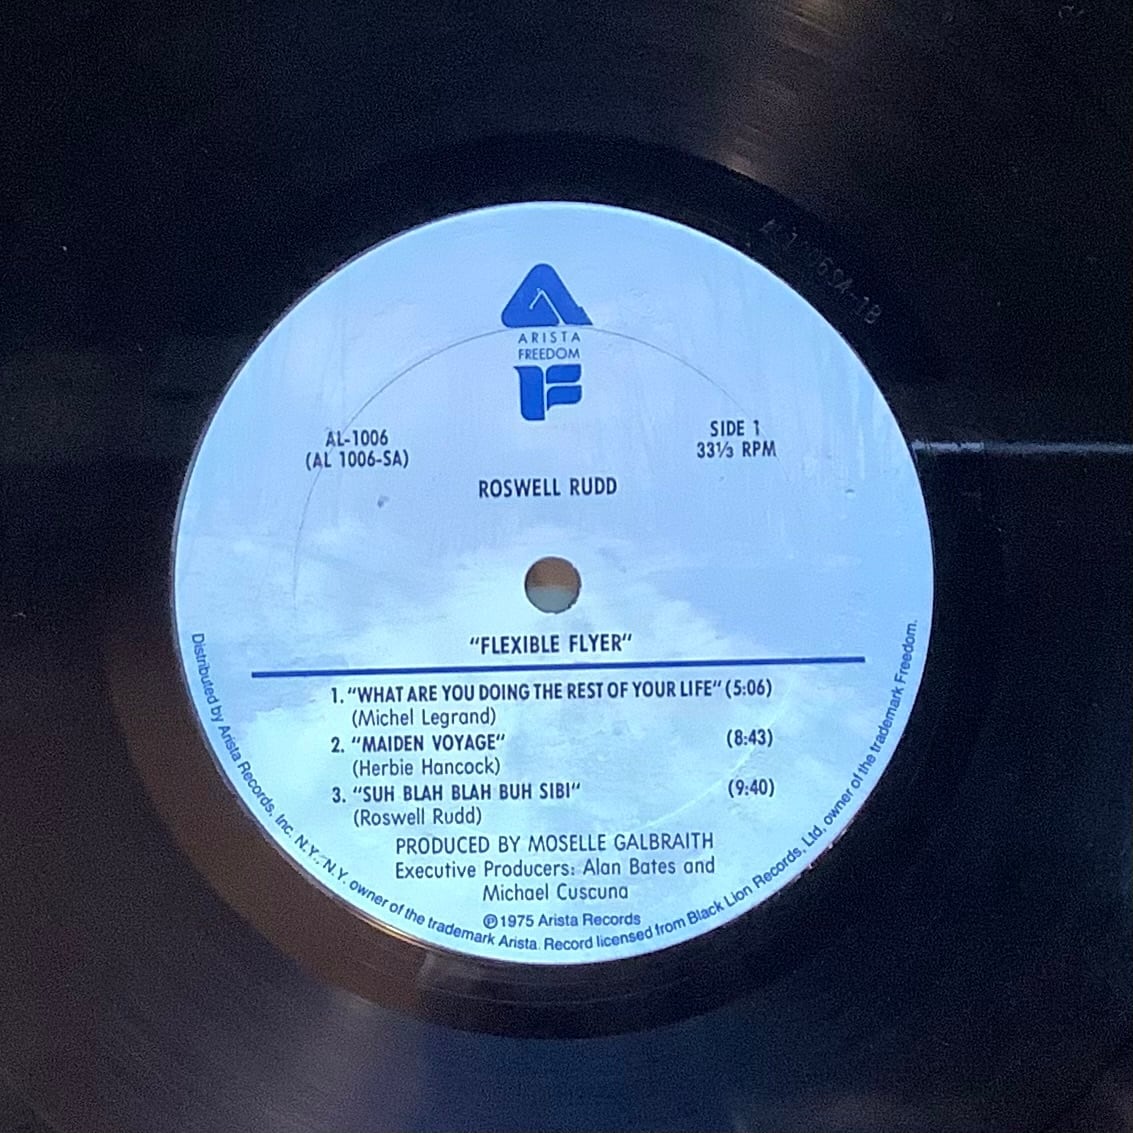 ARISTA
FREEDOM
F
AL-1006
(AL 1006-SA)
SIDE 1
33⅓ RPM
ROSWELL RUDD
"FLEXIBLE FLYER"
1. "WHAT ARE YOU DOING THE REST OF YOUR LIFE" (5:06)
(Michel Legrand)
2. "MAIDEN VOYAGE" (8:43)
(Herbie Hancock)
3. "SUH BLAH BLAH BUH SIBI" (9:40)
(Roswell Rudd)
PRODUCED BY MOSELLE GALBRAITH
Executive Producers: Alan Bates and
Michael Cuscuna
℗1975 Arista Records
Distributed by Arista Records, Inc. N.Y., N.Y. owner of the trademark Arista. Record licensed from Black Lion Records, Ltd, owner of the trademark Freedom.